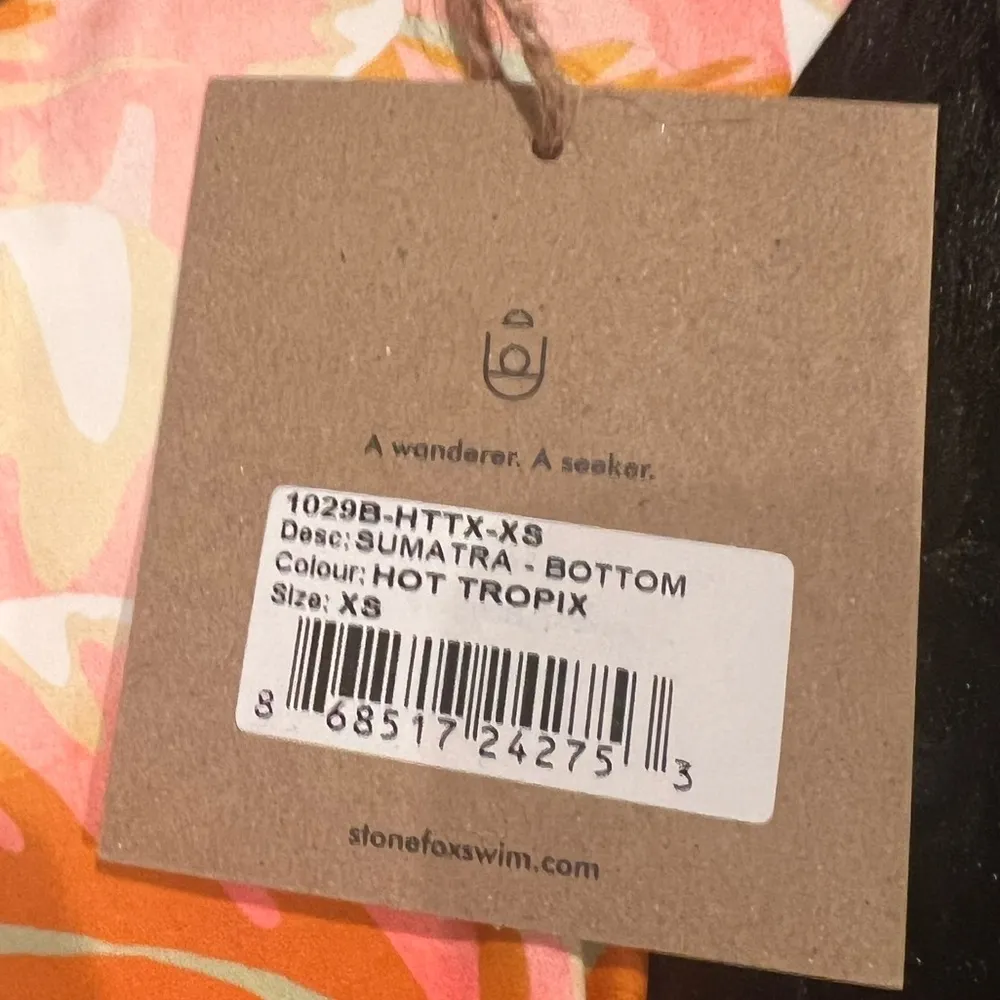 A wanderer. A seeker.
1029B-HTTX-XS
Desc: SUMATRA - BOTTOM
Colour: HOT TROPIX
Size: XS
8 68517 24275 3
stonefoxswim.com